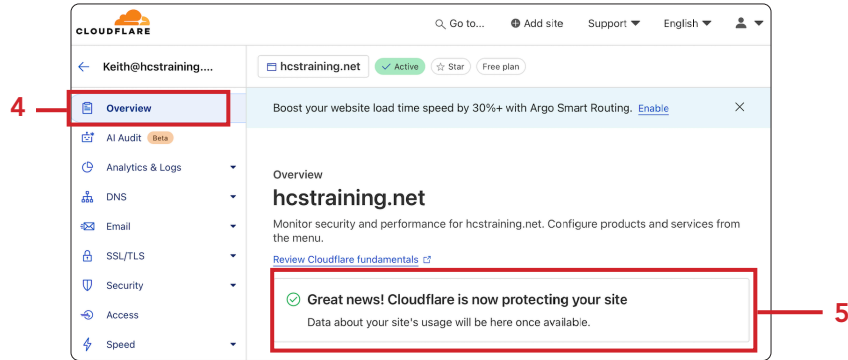 CLOUDFLARE
Go to... Add site Support English
Keith@hcstraining....
hcstraining.net Active Star Free plan
4
Overview
AI Audit Beta
Analytics & Logs
DNS
Email
SSL/TLS
Security
Access
Speed
Boost your website load time speed by 30%+ with Argo Smart Routing. Enable
Overview
hcstraining.net
Monitor security and performance for hcstraining.net. Configure products and services from
the menu.
Review Cloudflare fundamentals
Great news! Cloudflare is now protecting your site
Data about your site's usage will be here once available.
5